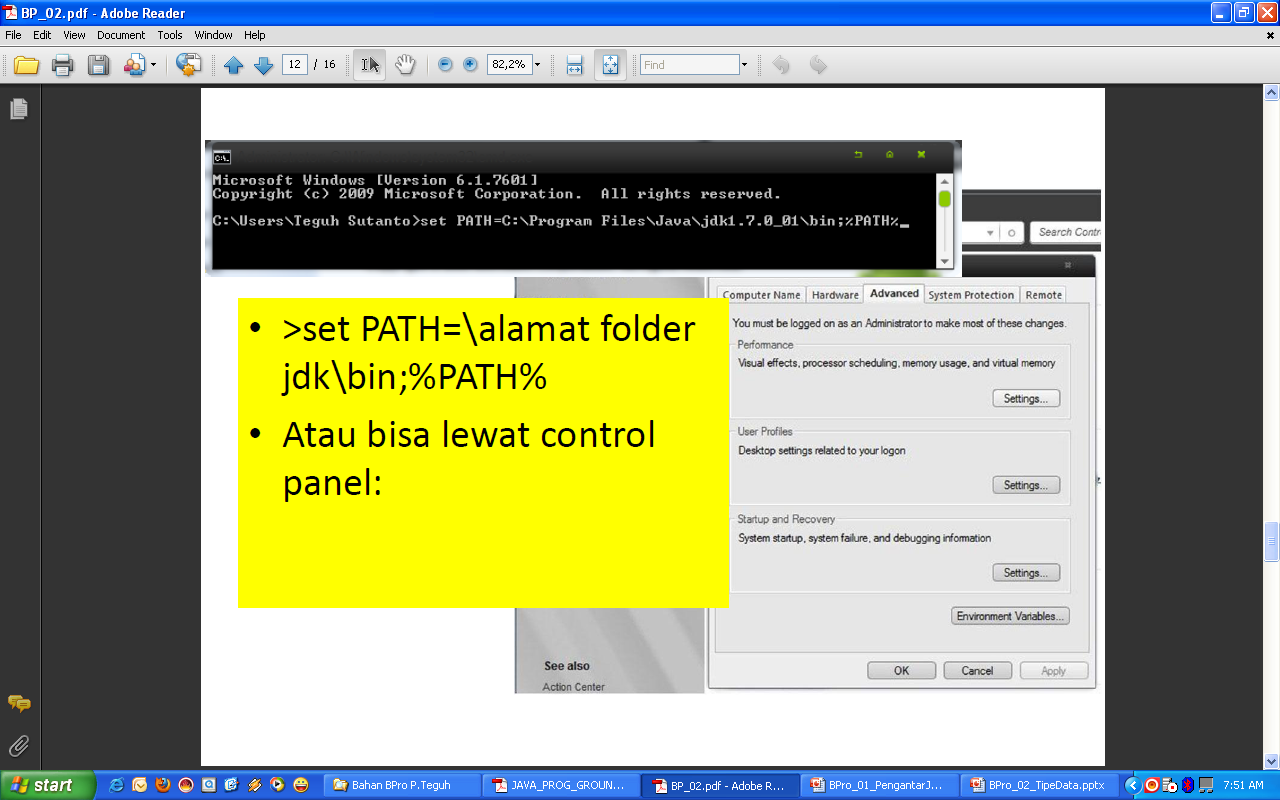 BP_02.pdf - Adobe Reader
File Edit View Document Tools Window Help
12 / 16 82,2% Find
C:\.
Microsoft Windows [Version 6.1.7601]
Copyright (c) 2009 Microsoft Corporation. All rights reserved.
C:\Users\Teguh Sutanto>set PATH=C:\Program Files\Java\jdk1.7.0_01\bin;%PATH%_
Search Contr
Computer Name Hardware Advanced System Protection Remote
You must be logged on as an Administrator to make most of these changes.
Performance
Visual effects, processor scheduling, memory usage, and virtual memory
Settings...
User Profiles
Desktop settings related to your logon
Settings...
Startup and Recovery
System startup, system failure, and debugging information
Settings...
Environment Variables...
OK Cancel Apply
• >set PATH=\alamat folder
jdk\bin;%PATH%
• Atau bisa lewat control
panel:
See also
Action Center
start Bahan BPro P.Teguh JAVA_PROG_GROUN... BP_02.pdf - Adobe R... BPro_01_PengantarJ... BPro_02_TipeData.pptx 7:51 AM